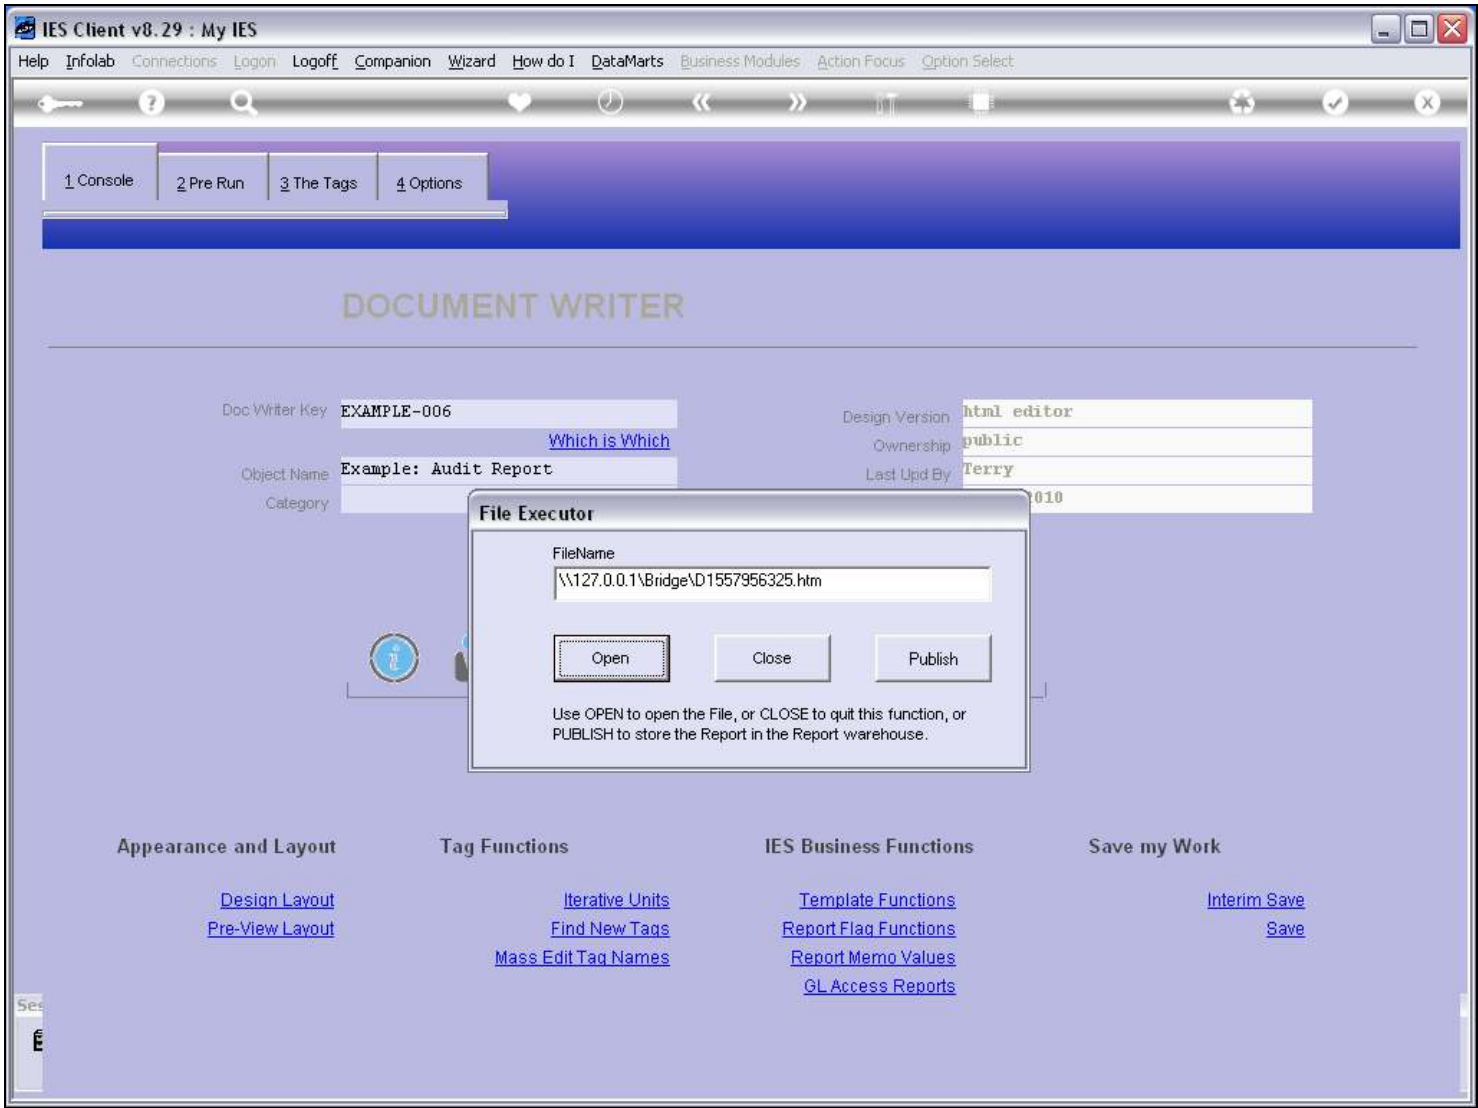 IES Client v8.29 : My IES
Help Infolab Connections Logon Logoff Companion Wizard How do I DataMarts Business Modules Action Focus Option Select
1 Console 2 Pre Run 3 The Tags 4 Options
DOCUMENT WRITER
Doc Writer Key EXAMPLE-006 Design Version html editor
Which is Which Ownership public
Object Name Example: Audit Report Last Upd By Terry
Category 2010
File Executor
FileName
\\127.0.0.1\Bridge\D1557956325.htm
Open Close Publish
Use OPEN to open the File, or CLOSE to quit this function, or
PUBLISH to store the Report in the Report warehouse.
Appearance and Layout Tag Functions IES Business Functions Save my Work
Design Layout Iterative Units Template Functions Interim Save
Pre-View Layout Find New Tags Report Flag Functions Save
Mass Edit Tag Names Report Memo Values
GL Access Reports
Ses